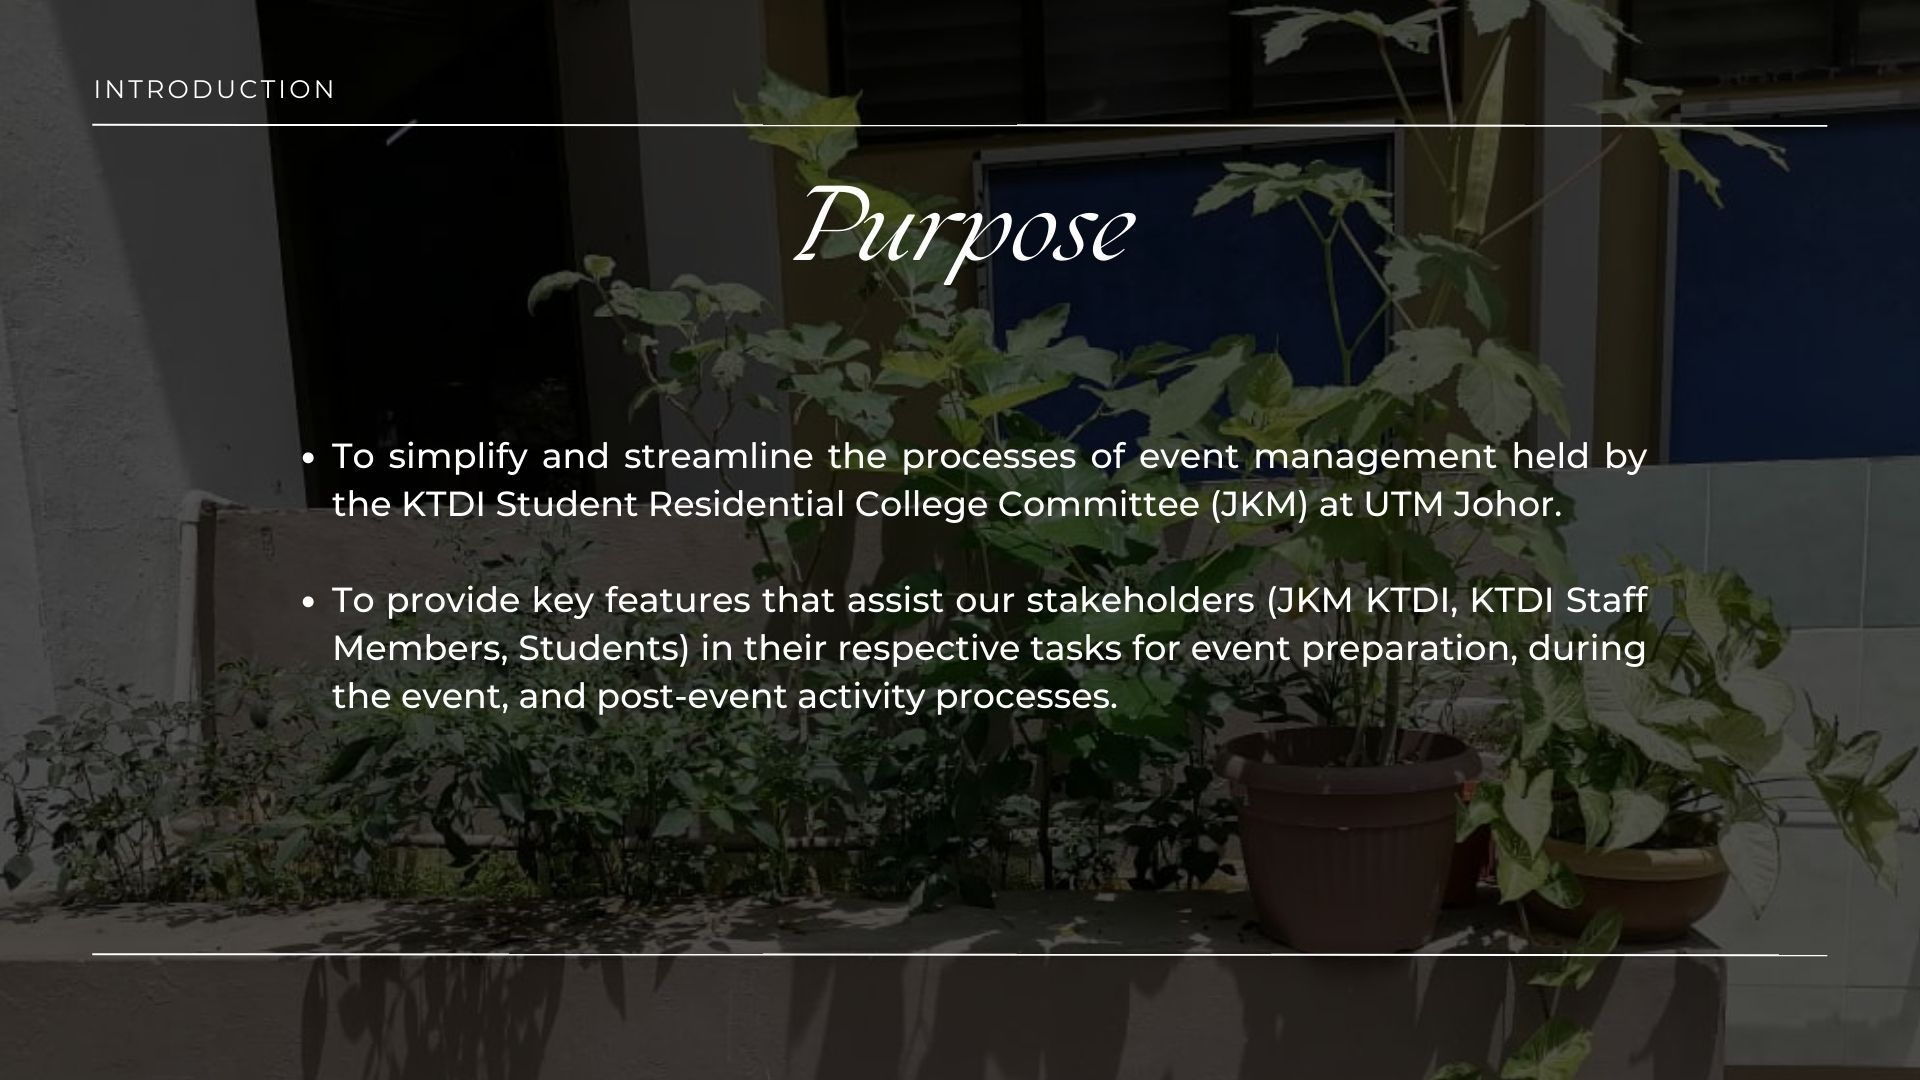 INTRODUCTION
Purpose
• To simplify and streamline the processes of event management held by
the KTDI Student Residential College Committee (JKM) at UTM Johor.
• To provide key features that assist our stakeholders (JKM KTDI, KTDI Staff
Members, Students) in their respective tasks for event preparation, during
the event, and post-event activity processes.